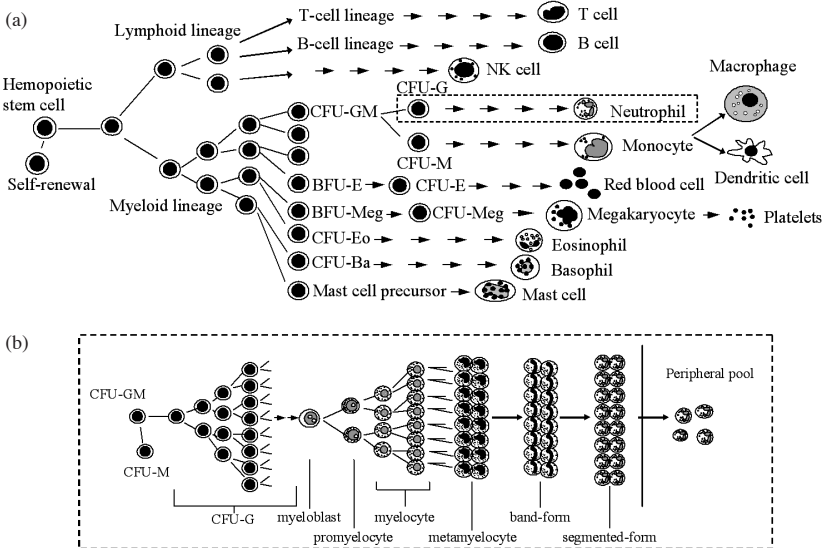 (a)
Lymphoid lineage
T-cell lineage
T cell
B-cell lineage
B cell
NK cell
Hemopoietic
stem cell
Self-renewal
Myeloid lineage
CFU-GM
CFU-G
Neutrophil
CFU-M
Monocyte
Macrophage
Dendritic cell
BFU-E
CFU-E
Red blood cell
BFU-Meg
CFU-Meg
Megakaryocyte
Platelets
CFU-Eo
Eosinophil
CFU-Ba
Basophil
Mast cell precursor
Mast cell
(b)
CFU-GM
CFU-M
CFU-G
myeloblast
promyelocyte
myelocyte
metamyelocyte
band-form
segmented-form
Peripheral pool